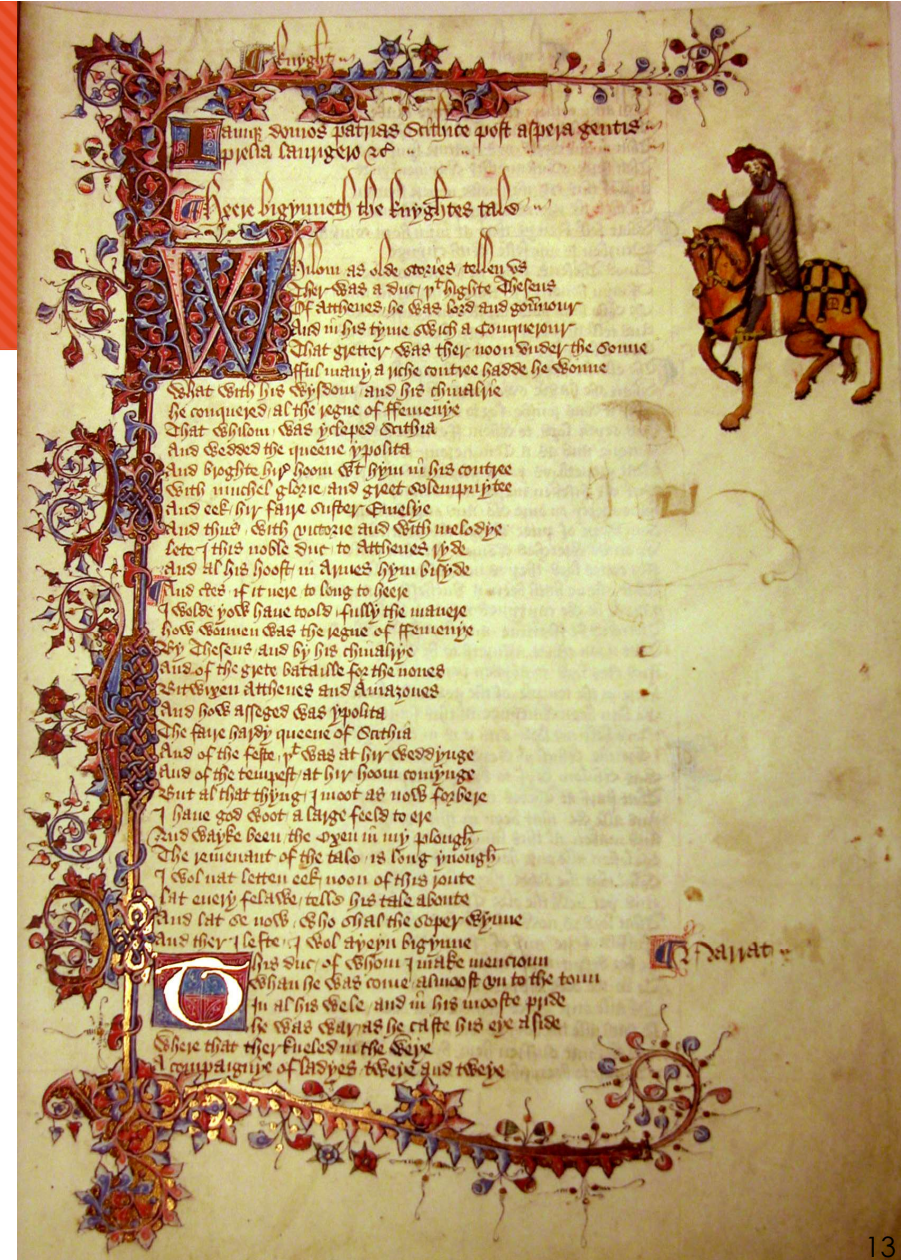 ¶ Knyght
Iamqȝ domos patrias Scithice post aspera gentis
prelia laurigero &c
¶ Heere bigynneth the knyghtes tale
Whilom as olde stories tellen vs
Ther was a duc / þt highte Theseus
Of Atthenes / he was lord and gouernour
And in his tyme swich a Conquerour
That gretter was ther noon vnder the sonne
fful many a riche contree hadde he wonne
What with his wysdom / and his chiualrie
he conquered / al the regne of ffemenye
That whilom / was ycleped Scithia
And wedded the queene ypolita
And broghte hire hoom wt hym in his contree
With muchel glorie / and greet solempnytee
And eek / hir faire suster Emelye
And thus / with victorie and with melodye
lete I this noble duc / to Atthenes ryde
And al his hoost / in Armes hym bisyde
¶ And certes / if it nere to long to heere
I wolde yow haue toold / fully the manere
how wonnen was the regne of ffemenye
By Theseus / and by his chiualrye
And of the grete bataille for the nones
Bitwixen Atthenes and Amazones
And how asseged was ypolita
The faire hardy queene of Scithia
And of the feste / þt was at hir weddynge
And of the tempest / at hir hoom comynge
But al that thyng / I moot as now forbere
I haue god woot / a large feeld to ere
And wayke been / the Oxen in my plough
The remenant of the tale / is long ynough
I wol nat letten eek / noon of this route
lat euery felawe / telle his tale aboute
And lat se now / who shal the soper wynne
And ther I lefte / I wol ayeyn bigynne
This duc / of whom I make mencioun
Whan he was come / almoost vn to the toun
In al his wele / and in his mooste pride
he was war / as he caste his eye aside
Where that ther kneled in the weye
A compaignye of ladyes / tweye and tweye
¶ Narrat
13